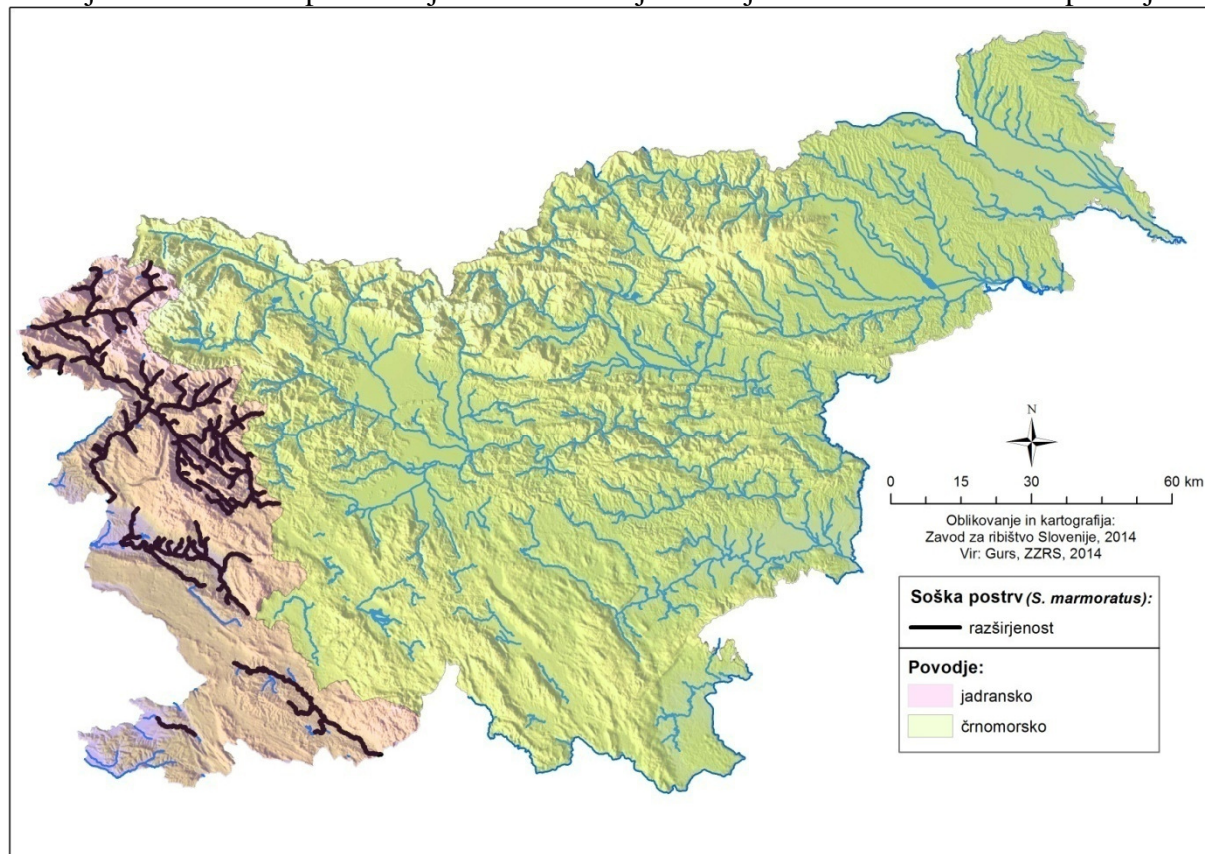 N
0 15 30 60 km
Oblikovanje in kartografija:
Zavod za ribištvo Slovenije, 2014
Vir: Gurs, ZZRS, 2014
Soška postrv (S. marmoratus):
razširjenost
Povodje:
jadransko
črnomorsko